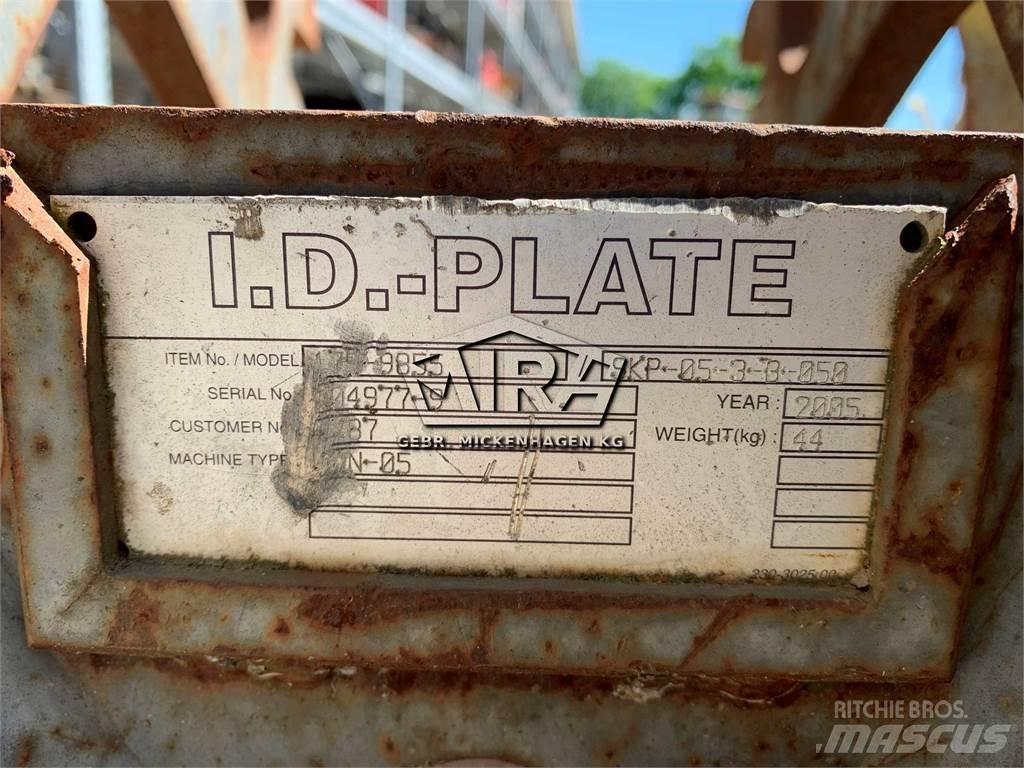 I.D.-PLATE
ITEM No. / MODEL SKP-05-3-B-050
SERIAL No. YEAR : 2005
CUSTOMER WEIGHT(kg) : 44
MACHINE TYPE
MRA
GEBR. MICKENHAGEN KG
RITCHIE BROS.
MASCUS